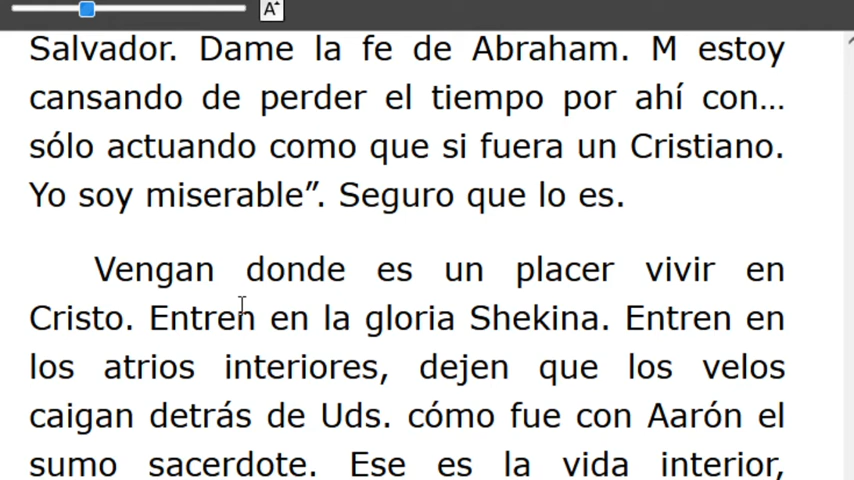 A
Salvador. Dame la fe de Abraham. M estoy
cansando de perder el tiempo por ahí con...
sólo actuando como que si fuera un Cristiano.
Yo soy miserable”. Seguro que lo es.
Vengan donde es un placer vivir en
Cristo. Entren en la gloria Shekina. Entren en
los atrios interiores, dejen que los velos
caigan detrás de Uds. cómo fue con Aarón el
sumo sacerdote. Ese es la vida interior,